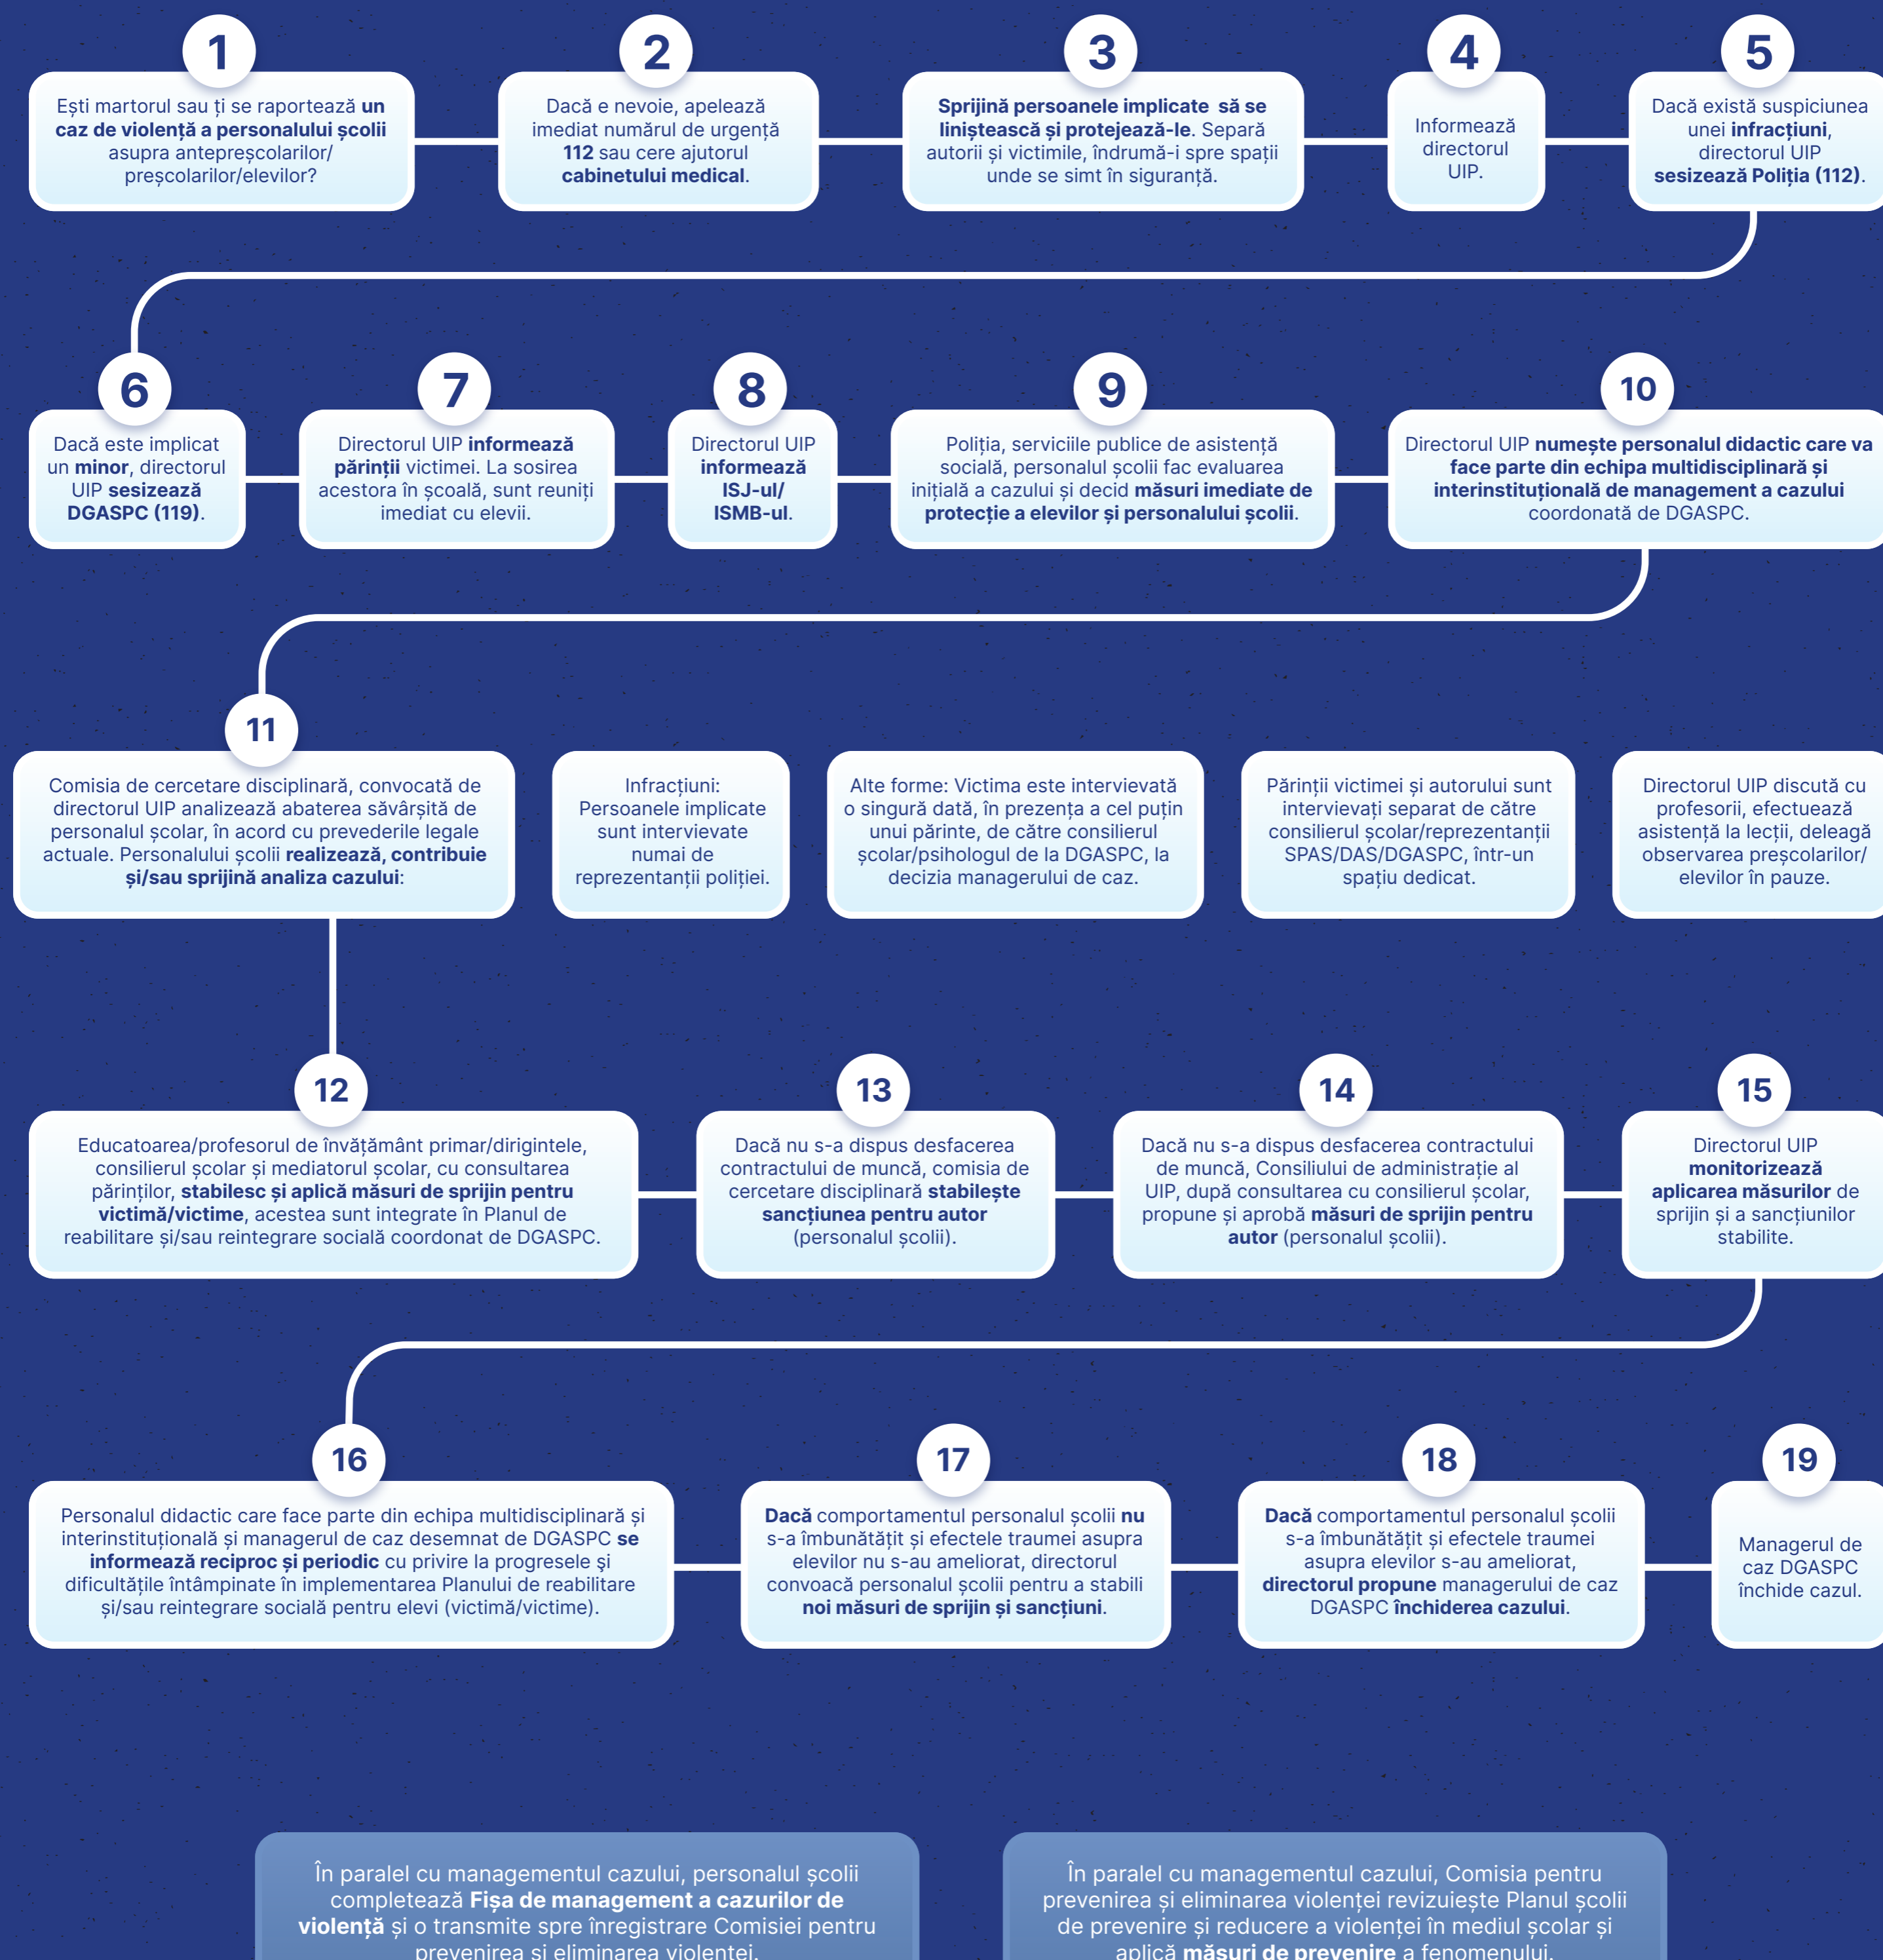 1
Ești martorul sau ți se raportează un
caz de violență a personalului școlii
asupra antepreșcolarilor/
preșcolarilor/elevilor?
2
Dacă e nevoie, apelează
imediat numărul de urgență
112 sau cere ajutorul
cabinetului medical.
3
Sprijină persoanele implicate să se
liniștească și protejează-le. Separă
autorii și victimile, îndrumă-i spre spații
unde se simt în siguranță.
4
Informează
directorul
UIP.
5
Dacă există suspiciunea
unei infracțiuni,
directorul UIP
sesizează Poliția (112).
6
Dacă este implicat
un minor, directorul
UIP sesizează
DGASPC (119).
7
Directorul UIP informează
părinții victimei. La sosirea
acestora în școală, sunt reuniți
imediat cu elevii.
8
Directorul UIP
informează
ISJ-ul/
ISMB-ul.
9
Poliția, serviciile publice de asistență
socială, personalul școlii fac evaluarea
inițială a cazului și decid măsuri imediate de
protecție a elevilor și personalului școlii.
10
Directorul UIP numește personalul didactic care va
face parte din echipa multidisciplinară și
interinstituțională de management a cazului
coordonată de DGASPC.
11
Comisia de cercetare disciplinară, convocată de
directorul UIP analizează abaterea săvârșită de
personalul școlar, în acord cu prevederile legale
actuale. Personalului școlii realizează, contribuie
și/sau sprijină analiza cazului:
Infracțiuni:
Persoanele implicate
sunt intervievate
numai de
reprezentanții poliției.
Alte forme: Victima este intervievată
o singură dată, în prezența a cel puțin
unui părinte, de către consilierul
școlar/psihologul de la DGASPC, la
decizia managerului de caz.
Părinții victimei și autorului sunt
intervievați separat de către
consilierul școlar/reprezentanții
SPAS/DAS/DGASPC, într-un
spațiu dedicat.
Directorul UIP discută cu
profesorii, efectuează
asistență la lecții, deleagă
observarea preșcolarilor/
elevilor în pauze.
12
Educatoarea/profesorul de învățământ primar/dirigintele,
consilierul școlar și mediatorul școlar, cu consultarea
părinților, stabilesc și aplică măsuri de sprijin pentru
victimă/victime, acestea sunt integrate în Planul de
reabilitare și/sau reintegrare socială coordonat de DGASPC.
13
Dacă nu s-a dispus desfacerea
contractului de muncă, comisia de
cercetare disciplinară stabilește
sancțiunea pentru autor
(personalul școlii).
14
Dacă nu s-a dispus desfacerea contractului
de muncă, Consiliului de administrație al
UIP, după consultarea cu consilierul școlar,
propune și aprobă măsuri de sprijin pentru
autor (personalul școlii).
15
Directorul UIP
monitorizează
aplicarea măsurilor de
sprijin și a sancțiunilor
stabilite.
16
Personalul didactic care face parte din echipa multidisciplinară și
interinstituțională și managerul de caz desemnat de DGASPC se
informează reciproc și periodic cu privire la progresele şi
dificultățile întâmpinate în implementarea Planului de reabilitare
și/sau reintegrare socială pentru elevi (victimă/victime).
17
Dacă comportamentul personalul școlii nu
s-a îmbunătățit și efectele traumei asupra
elevilor nu s-au ameliorat, directorul
convoacă personalul școlii pentru a stabili
noi măsuri de sprijin și sancțiuni.
18
Dacă comportamentul personalul școlii
s-a îmbunătățit și efectele traumei
asupra elevilor s-au ameliorat,
directorul propune managerului de caz
DGASPC închiderea cazului.
19
Managerul de
caz DGASPC
închide cazul.
În paralel cu managementul cazului, personalul școlii
completează Fișa de management a cazurilor de
violență și o transmite spre înregistrare Comisiei pentru
prevenirea și eliminarea violenței.
În paralel cu managementul cazului, Comisia pentru
prevenirea și eliminarea violenței revizuiește Planul școlii
de prevenire și reducere a violenței în mediul școlar și
aplică măsuri de prevenire a fenomenului.